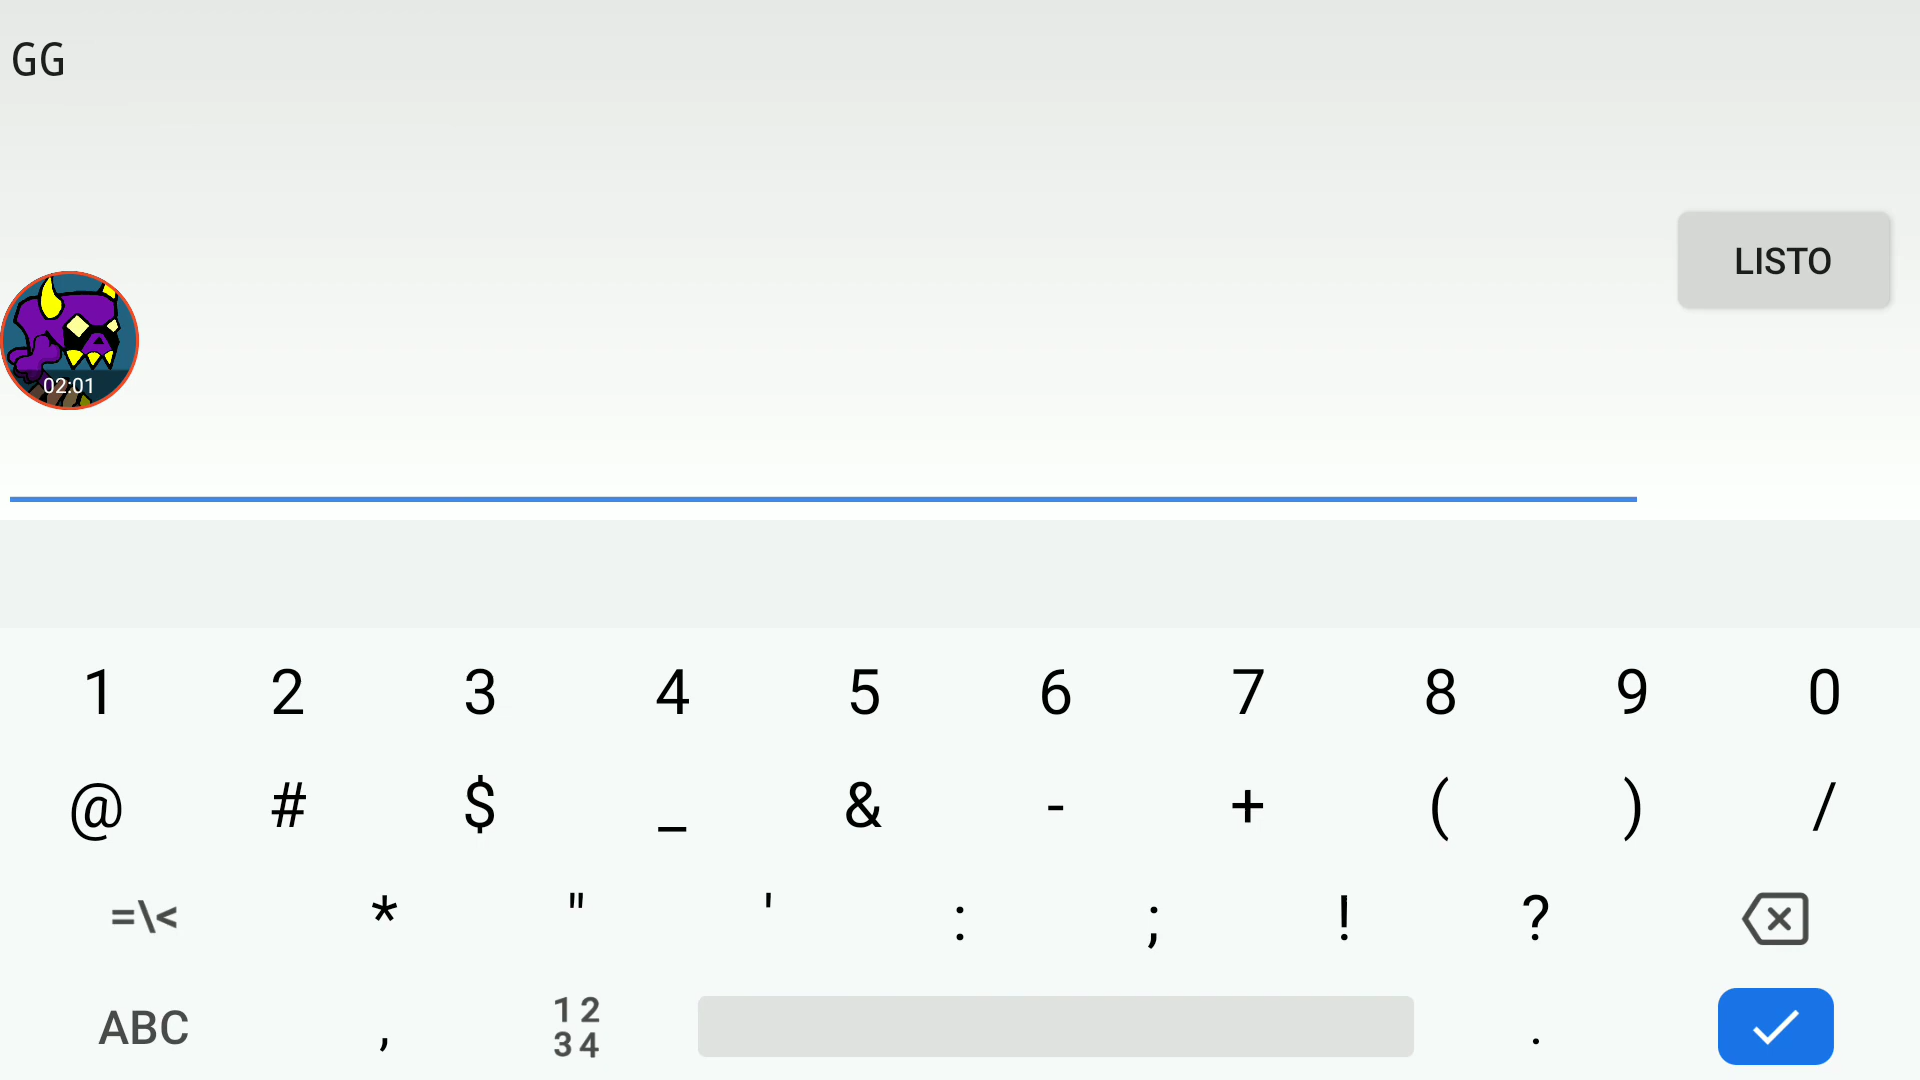 GG
LISTO
02:01
1 2 3 4 5 6 7 8 9 0
@ # $ _ & - + ( ) /
=\< * " ' : ; ! ?
ABC , 12 .
34